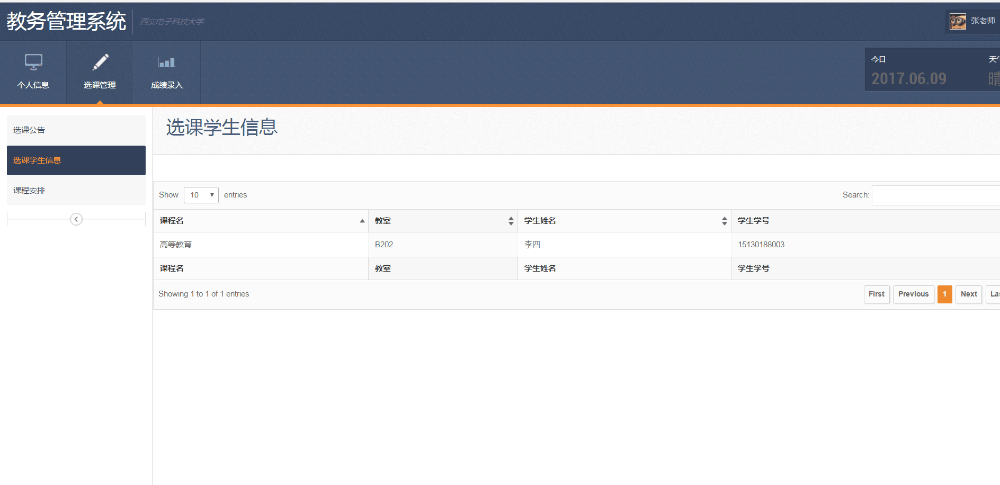 教务管理系统 西安电子科技大学 张老师
个人信息 选课管理 成绩录入
今日
2017.06.09
晴
选课公告
选课学生信息
课程安排
选课学生信息
Show 10 entries Search:
课程名 教室 学生姓名 学生学号
高等教育 B202 李四 15130188003
课程名 教室 学生姓名 学生学号
Showing 1 to 1 of 1 entries First Previous 1 Next